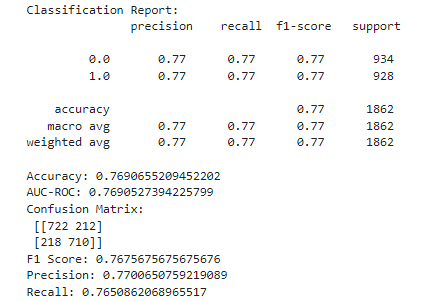 Classification Report:
precision recall f1-score support
0.0 0.77 0.77 0.77 934
1.0 0.77 0.77 0.77 928
accuracy 0.77 1862
macro avg 0.77 0.77 0.77 1862
weighted avg 0.77 0.77 0.77 1862
Accuracy: 0.7690655209452202
AUC-ROC: 0.7690527394225799
Confusion Matrix:
[[722 212]
[218 710]]
F1 Score: 0.7675675675675676
Precision: 0.7700650759219089
Recall: 0.7650862068965517